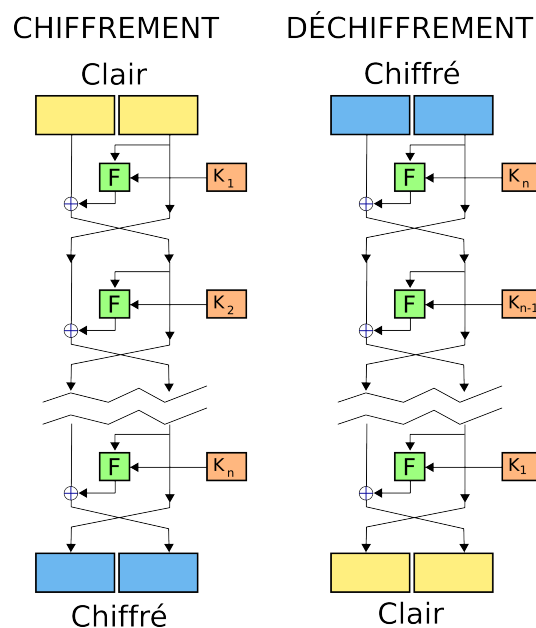 CHIFFREMENT
DÉCHIFFREMENT
Clair
Chiffré
F
K1
F
Kn
F
K2
F
Kn-1
F
Kn
F
K1
Chiffré
Clair